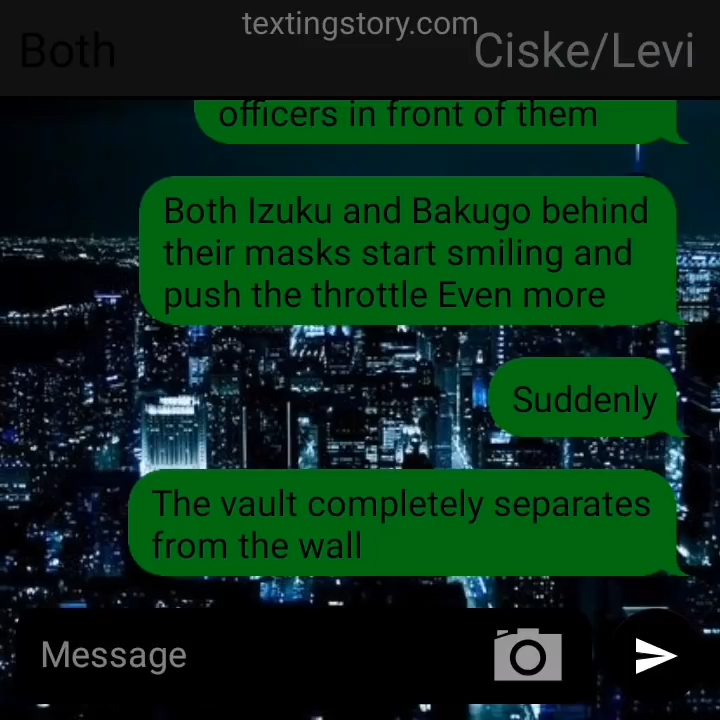 textingstory.com
Both
Ciske/Levi
officers in front of them
Both Izuku and Bakugo behind
their masks start smiling and
push the throttle Even more
Suddenly
The vault completely separates
from the wall
Message